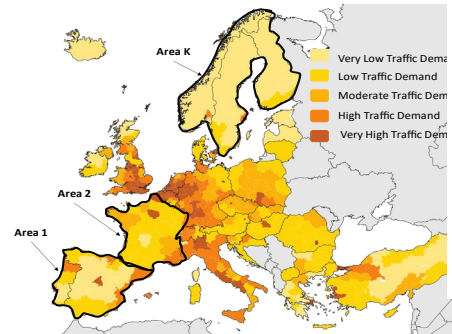 Area K
Very Low Traffic Dema
Low Traffic Demand
Moderate Traffic Dem
High Traffic Demand
Very High Traffic Dem
Area 2
Area 1